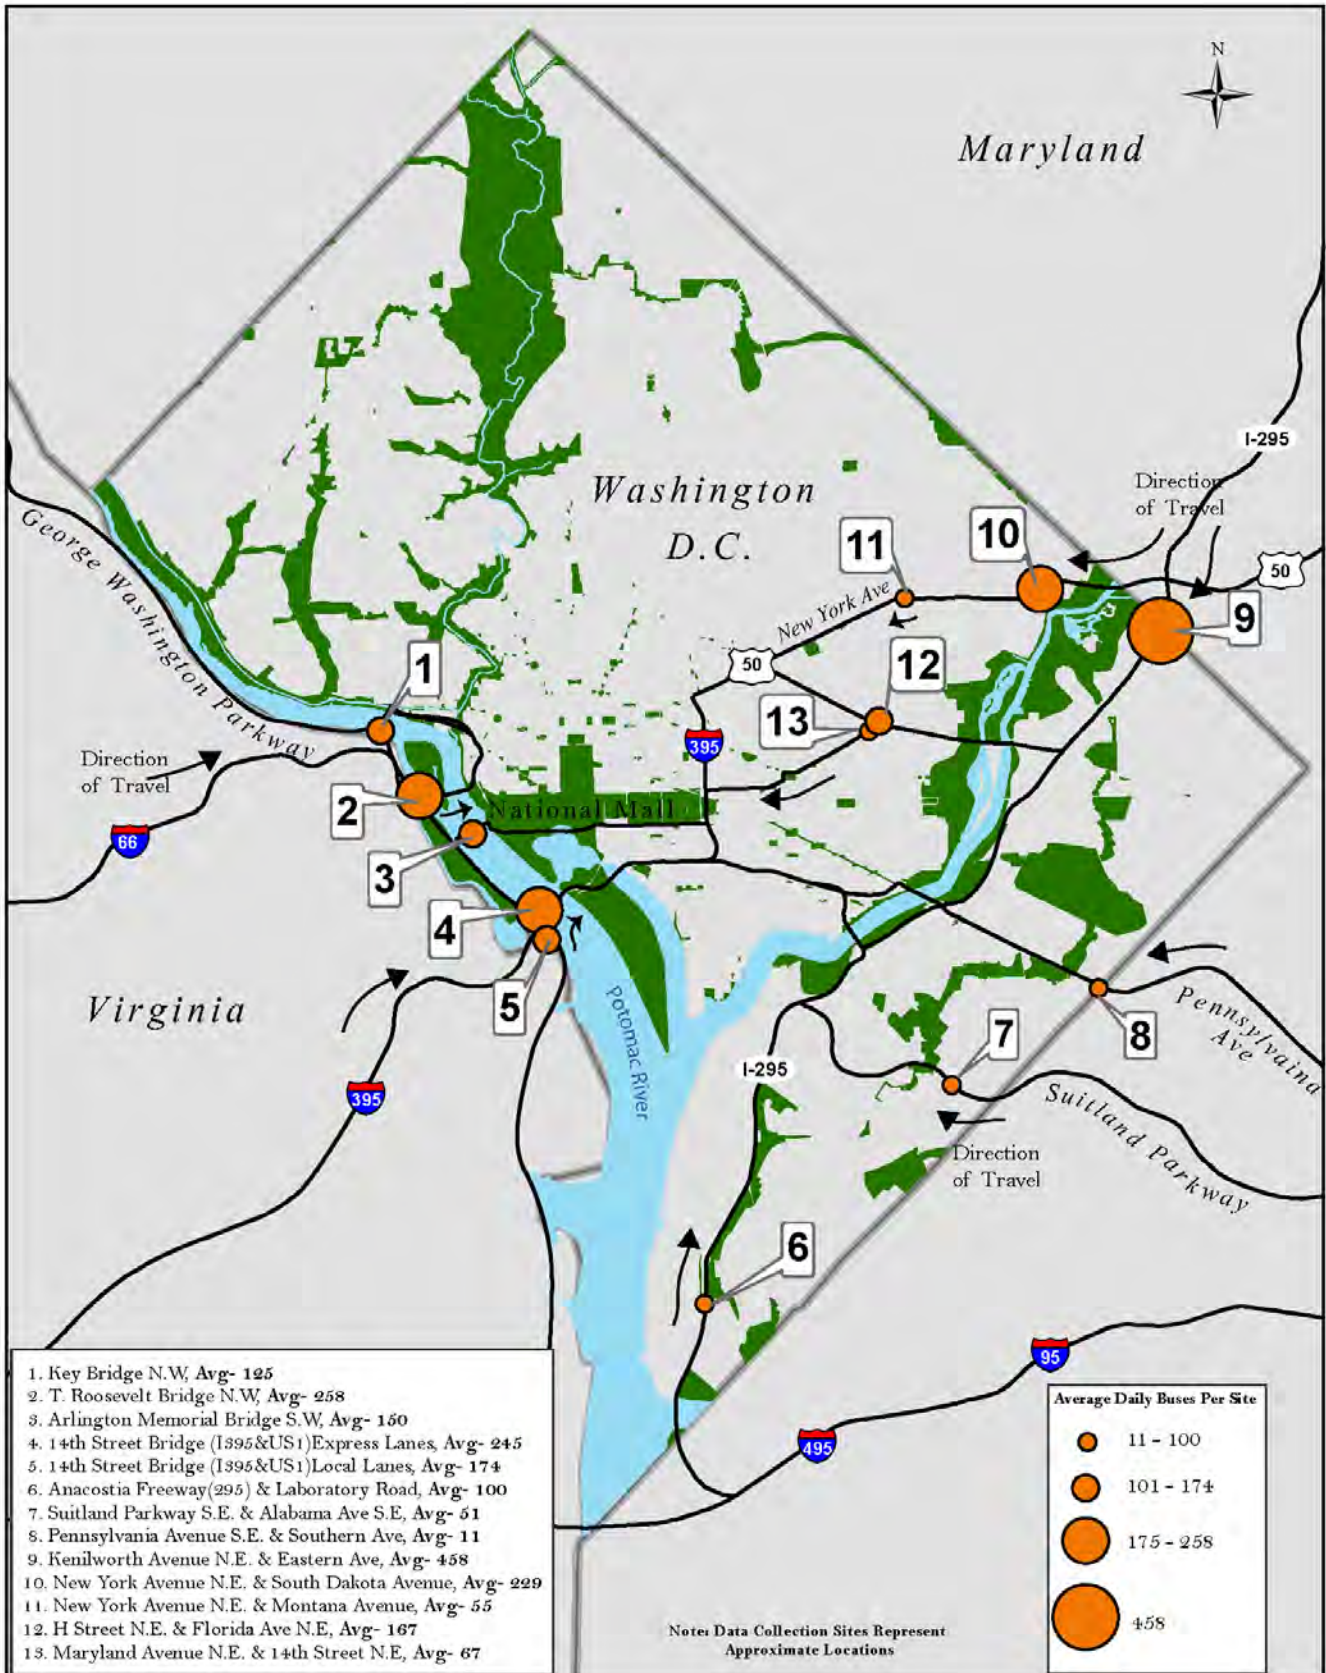 N
Maryland
I-295
Direction
of Travel
Washington
D.C.
10
11
50
9
New York Ave
George Washington Parkway
12
1
50
13
395
Direction
of Travel
2
National Mall
66
3
4
5
Virginia
Potomac River
Pennsylvaina
Ave
8
7
I-295
395
Suitland Parkway
Direction
of Travel
6
95
495
1. Key Bridge N.W, Avg- 125
2. T. Roosevelt Bridge N.W, Avg- 258
3. Arlington Memorial Bridge S.W, Avg- 150
4. 14th Street Bridge (I395&US1)Express Lanes, Avg- 245
5. 14th Street Bridge (I395&US1)Local Lanes, Avg- 174
6. Anacostia Freeway(295) & Laboratory Road, Avg- 100
7. Suitland Parkway S.E. & Alabama Ave S.E, Avg- 51
8. Pennsylvania Avenue S.E. & Southern Ave, Avg- 11
9. Kenilworth Avenue N.E. & Eastern Ave, Avg- 458
10. New York Avenue N.E. & South Dakota Avenue, Avg- 229
11. New York Avenue N.E. & Montana Avenue, Avg- 55
12. H Street N.E. & Florida Ave N.E, Avg- 167
13. Maryland Avenue N.E. & 14th Street N.E, Avg- 67
Note: Data Collection Sites Represent
Approximate Locations
Average Daily Buses Per Site
11 - 100
101 - 174
175 - 258
458